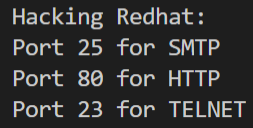 Hacking Redhat:
Port 25 for SMTP
Port 80 for HTTP
Port 23 for TELNET